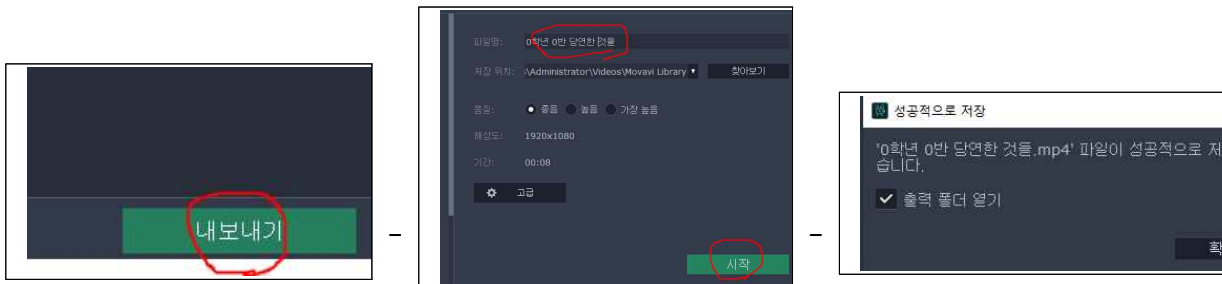 내보내기
–
파일명: 0학년 0반 당연한 것들
저장 위치: :\Administrator\Videos\Movavi Library 찾아보기
품질: 좋음 높음 가장 높음
해상도: 1920x1080
기간: 00:08
고급
시작
–
성공적으로 저장
'0학년 0반 당연한 것들.mp4' 파일이 성공적으로 저
습니다.
출력 폴더 열기
확